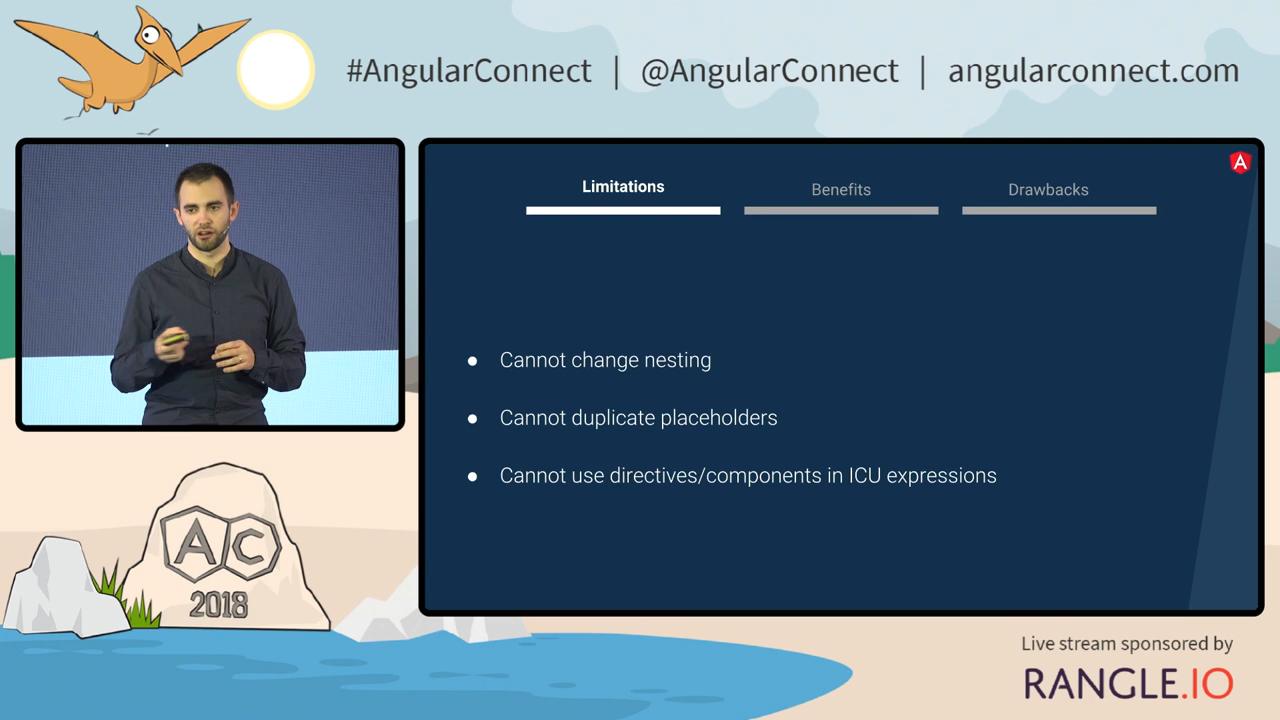 #AngularConnect | @AngularConnect | angularconnect.com
Limitations
Benefits
Drawbacks
A
● Cannot change nesting
● Cannot duplicate placeholders
● Cannot use directives/components in ICU expressions
AC
2018
Live stream sponsored by
RANGLE.IO